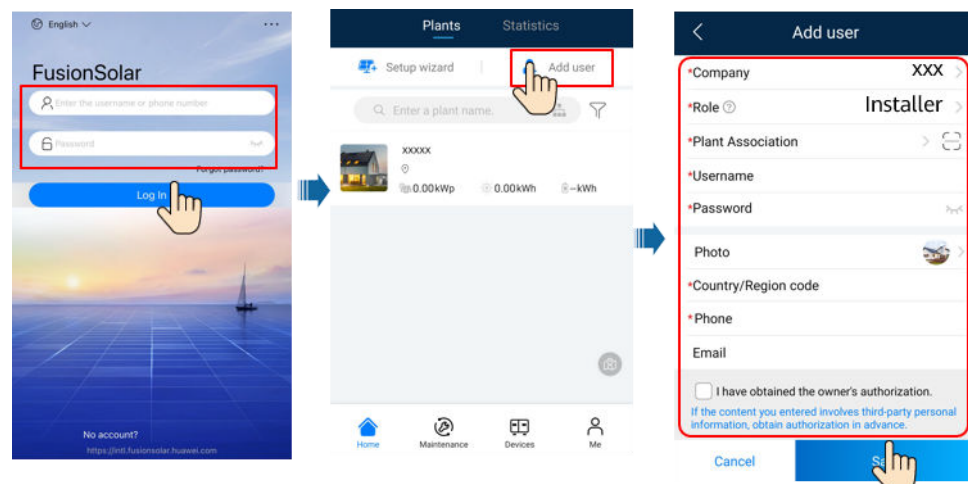 English
...
FusionSolar
Enter the username or phone number
Password
Forgot password?
Log In
No account?
https://intl.fusionsolar.huawei.com
Plants Statistics
Setup wizard Add user
Enter a plant name.
xxxxx
0.00kWp 0.00kWh --kWh
Home Maintenance Devices Me
Add user
*Company XXX
*Role Installer
*Plant Association
*Username
*Password
Photo
*Country/Region code
*Phone
Email
I have obtained the owner's authorization.
If the content you entered involves third-party personal
information, obtain authorization in advance.
Cancel